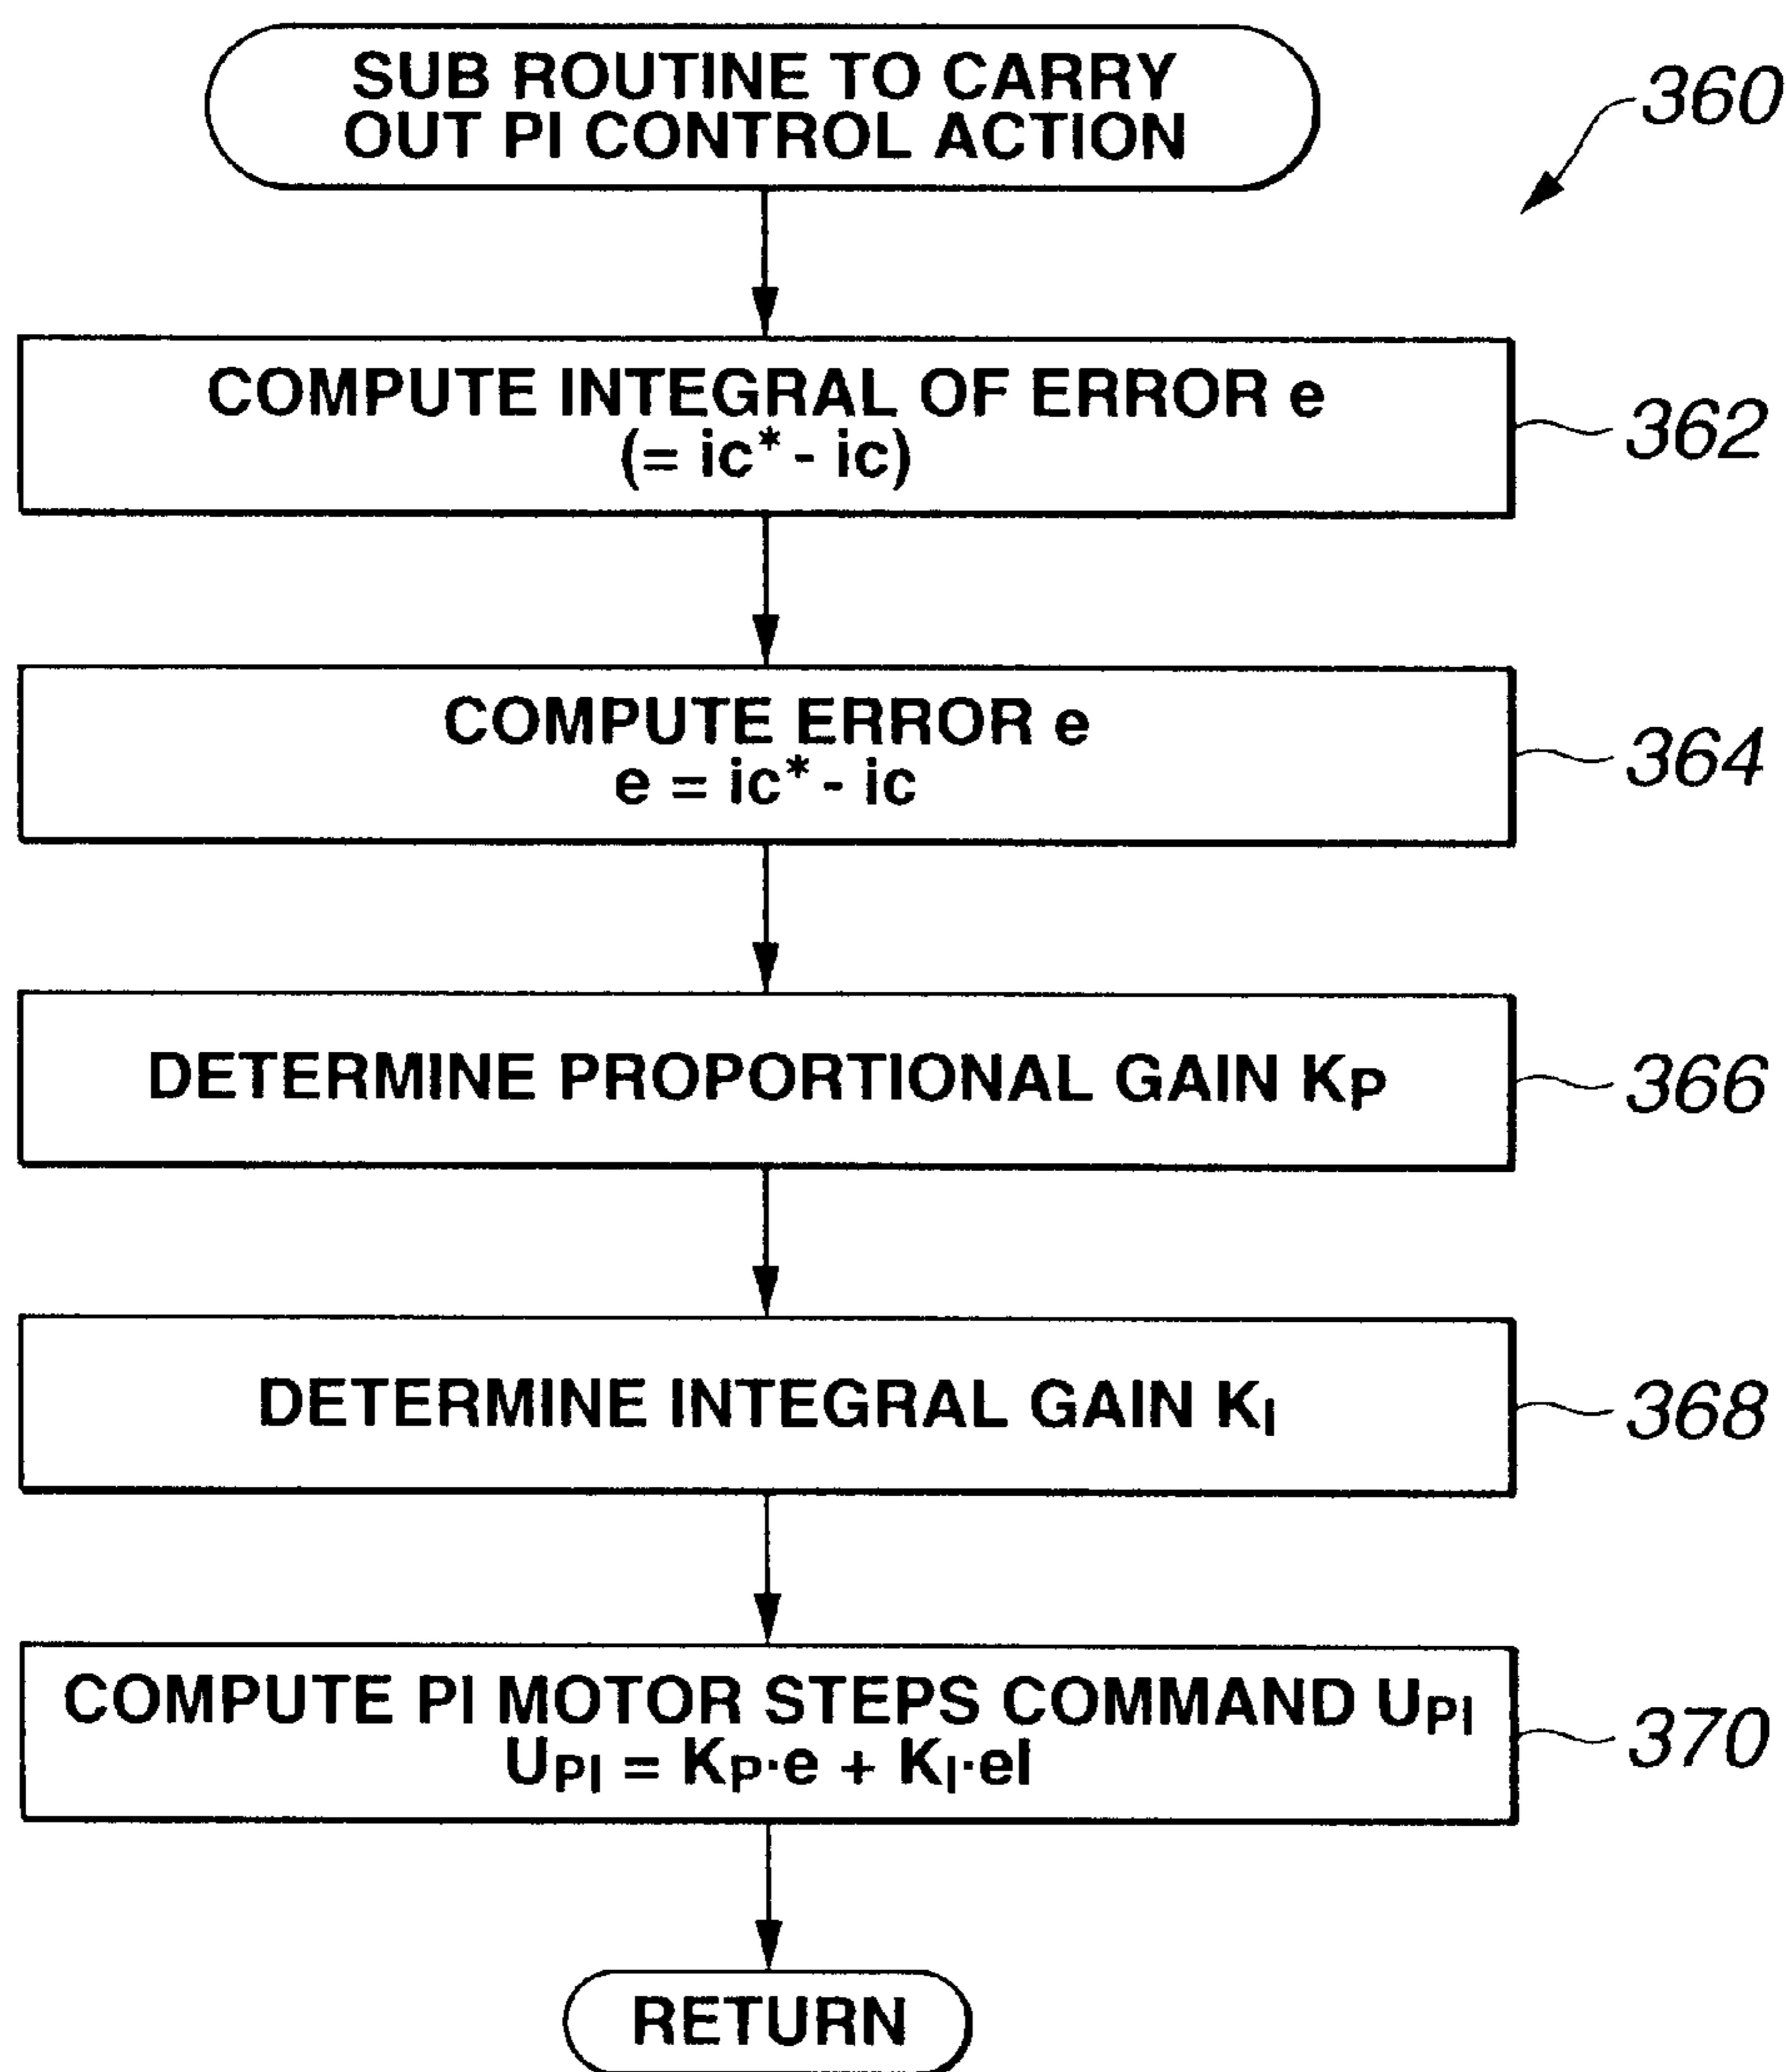 SUB ROUTINE TO CARRY
OUT PI CONTROL ACTION
360
COMPUTE INTEGRAL OF ERROR e
(= ic* - ic)
362
COMPUTE ERROR e
e = ic* - ic
364
DETERMINE PROPORTIONAL GAIN KP
366
DETERMINE INTEGRAL GAIN KI
368
COMPUTE PI MOTOR STEPS COMMAND UPI
UPI = KP·e + KI·eI
370
RETURN